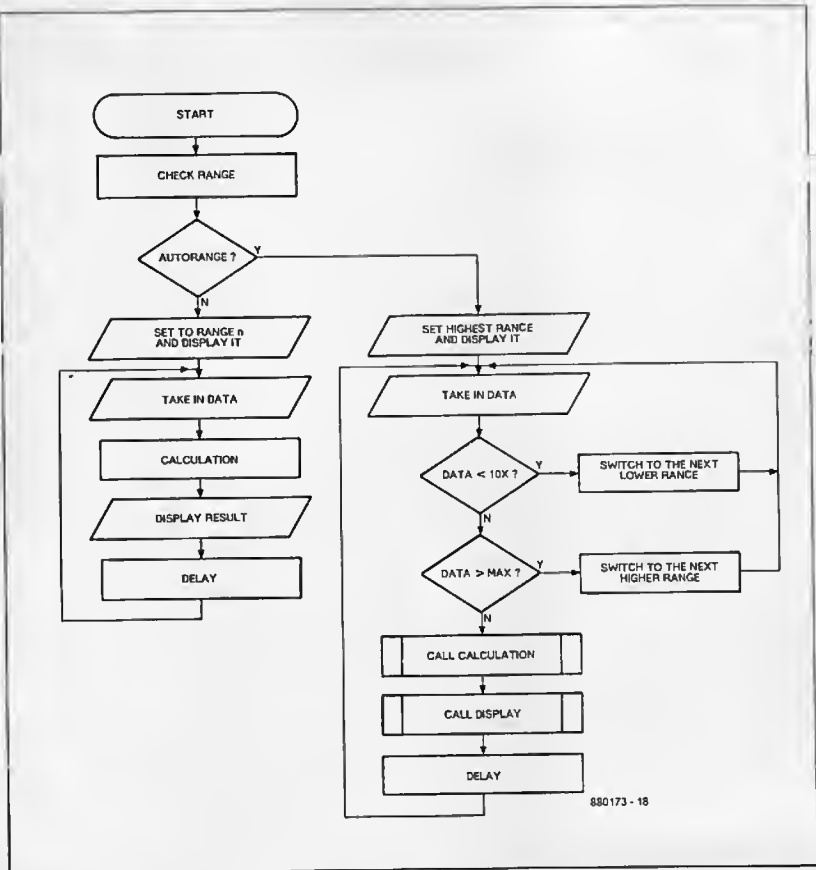 START
CHECK RANGE
AUTORANGE ?
Y
N
SET TO RANGE n
AND DISPLAY IT
TAKE IN DATA
CALCULATION
DISPLAY RESULT
DELAY
SET HIGHEST RANGE
AND DISPLAY IT
TAKE IN DATA
DATA < 10X ?
Y
SWITCH TO THE NEXT
LOWER RANGE
N
DATA > MAX ?
Y
SWITCH TO THE NEXT
HIGHER RANGE
N
CALL CALCULATION
CALL DISPLAY
DELAY
880173 - 18